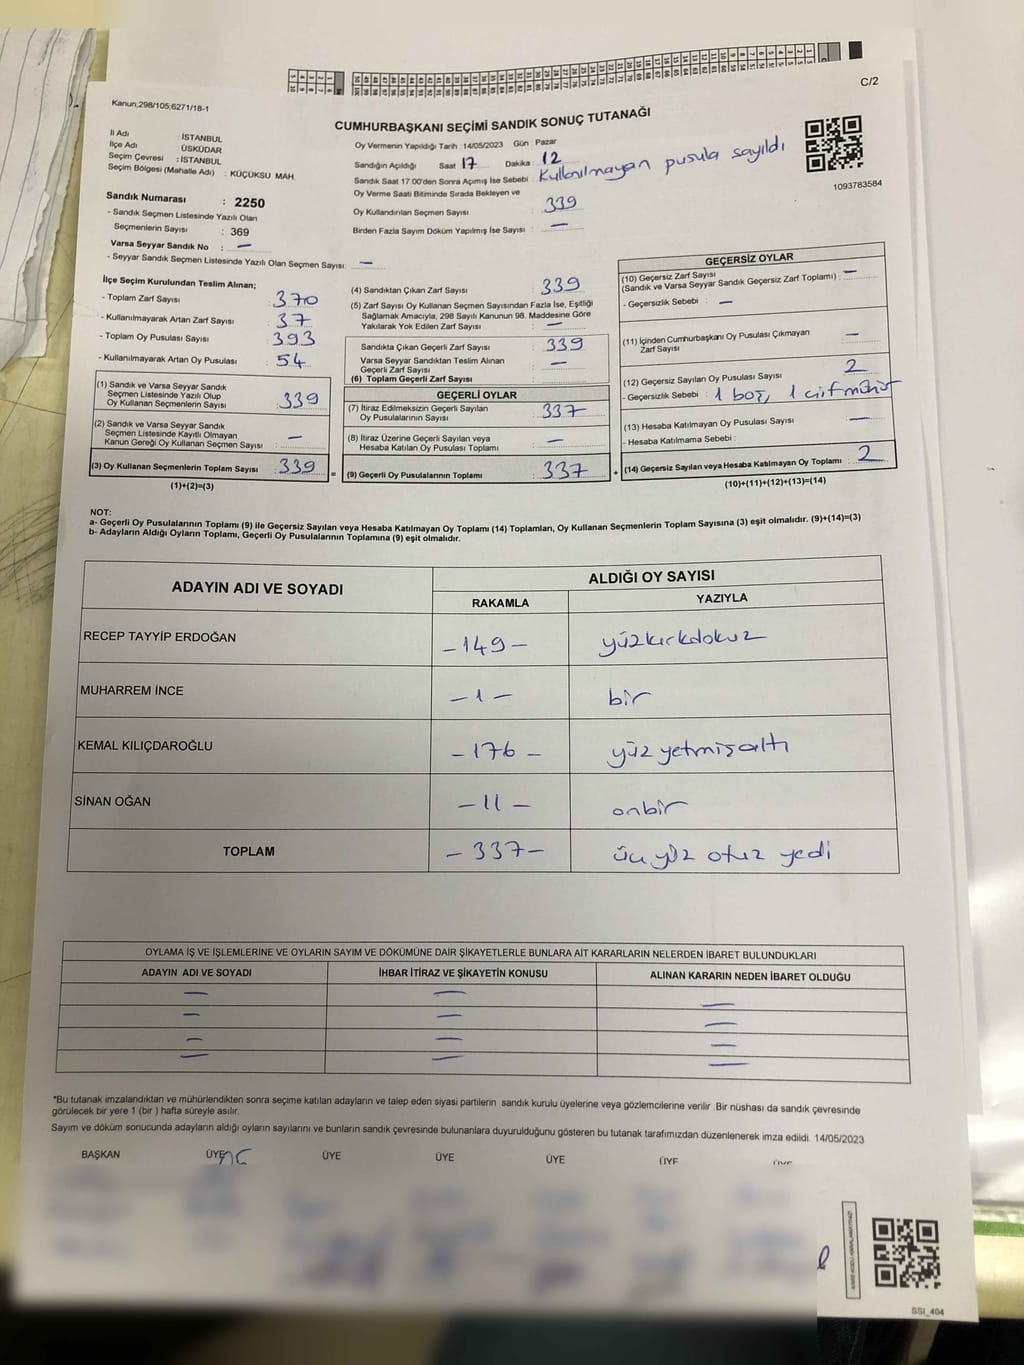 C/2
Kanun;298/105;6271/18-1
CUMHURBAŞKANI SEÇİMİ SANDIK SONUÇ TUTANAĞI
1093783584
İl Adı : İSTANBUL
İlçe Adı : ÜSKÜDAR
Seçim Çevresi : İSTANBUL
Seçim Bölgesi (Mahalle Adı) : KÜÇÜKSU MAH.
Sandık Numarası : 2250
- Sandık Seçmen Listesinde Yazılı Olan
Seçmenlerin Sayısı : 369
Varsa Seyyar Sandık No : —
- Seyyar Sandık Seçmen Listesinde Yazılı Olan Seçmen Sayısı: —
Oy Vermenin Yapıldığı Tarih : 14/05/2023 Gün : Pazar
Sandığın Açıldığı Saat 17 Dakika : 12
Sandık Saat 17:00'den Sonra Açımış İse Sebebi : Kullanılmayan pusula sayıldı
Oy Verme Saati Bitiminde Sırada Bekleyen ve
Oy Kullandırılan Seçmen Sayısı : 339
Birden Fazla Sayım Döküm Yapılmış İse Sayısı : —
İlçe Seçim Kurulundan Teslim Alınan;
- Toplam Zarf Sayısı : 370
- Kullanılmayarak Artan Zarf Sayısı : 37
- Toplam Oy Pusulası Sayısı : 393
- Kullanılmayarak Artan Oy Pusulası : 54
(1) Sandık ve Varsa Seyyar Sandık
Seçmen Listesinde Yazılı Olup
Oy Kullanan Seçmenlerin Sayısı : 339
(2) Sandık ve Varsa Seyyar Sandık
Seçmen Listesinde Kayıtlı Olmayan
Kanun Gereği Oy Kullanan Seçmen Sayısı : —
(3) Oy Kullanan Seçmenlerin Toplam Sayısı : 339
(1)+(2)=(3)
(4) Sandıktan Çıkan Zarf Sayısı : 339
(5) Zarf Sayısı Oy Kullanan Seçmen Sayısından Fazla İse, Eşitliği
Sağlamak Amacıyla, 298 Sayılı Kanunun 98. Maddesine Göre
Yakılarak Yok Edilen Zarf Sayısı : —
Sandıkta Çıkan Geçerli Zarf Sayısı : 339
Varsa Seyyar Sandıktan Teslim Alınan
Geçerli Zarf Sayısı : —
(6) Toplam Geçerli Zarf Sayısı :
GEÇERLİ OYLAR
(7) İtiraz Edilmeksizin Geçerli Sayılan
Oy Pusulalarının Sayısı : 337
(8) İtiraz Üzerine Geçerli Sayılan veya
Hesaba Katılan Oy Pusulası Toplamı : —
= (9) Geçerli Oy Pusulalarının Toplamı : 337
GEÇERSİZ OYLAR
(10) Geçersiz Zarf Sayısı
(Sandık ve Varsa Seyyar Sandık Geçersiz Zarf Toplamı) : —
- Geçersizlik Sebebi : —
(11) İçinden Cumhurbaşkanı Oy Pusulası Çıkmayan
Zarf Sayısı : —
(12) Geçersiz Sayılan Oy Pusulası Sayısı : 2
- Geçersizlik Sebebi : 1 boş, 1 çift mühür
(13) Hesaba Katılmayan Oy Pusulası Sayısı : —
- Hesaba Katılmama Sebebi :
+ (14) Geçersiz Sayılan veya Hesaba Katılmayan Oy Toplamı : 2
(10)+(11)+(12)+(13)=(14)
NOT:
a- Geçerli Oy Pusulalarının Toplamı (9) ile Geçersiz Sayılan veya Hesaba Katılmayan Oy Toplamı (14) Toplamları, Oy Kullanan Seçmenlerin Toplam Sayısına (3) eşit olmalıdır. (9)+(14)=(3)
b- Adayların Aldığı Oyların Toplamı, Geçerli Oy Pusulalarının Toplamına (9) eşit olmalıdır.
ADAYIN ADI VE SOYADI ALDIĞI OY SAYISI
RAKAMLA YAZIYLA
RECEP TAYYİP ERDOĞAN -149- yüzkırkdokuz
MUHARREM İNCE -1- bir
KEMAL KILIÇDAROĞLU -176- yüz yetmişaltı
SİNAN OĞAN -11- onbir
TOPLAM -337- üç yüz otuz yedi
OYLAMA İŞ VE İŞLEMLERİNE VE OYLARIN SAYIM VE DÖKÜMÜNE DAİR ŞİKAYETLERLE BUNLARA AİT KARARLARIN NELERDEN İBARET BULUNDUKLARI
ADAYIN ADI VE SOYADI İHBAR İTİRAZ VE ŞİKAYETİN KONUSU ALINAN KARARIN NEDEN İBARET OLDUĞU
— — —
— — —
— — —
— — —
*Bu tutanak imzalandıktan ve mühürlendikten sonra seçime katılan adayların ve talep eden siyasi partilerin sandık kurulu üyelerine veya gözlemcilerine verilir .Bir nüshası da sandık çevresinde
görülecek bir yere 1 (bir ) hafta süreyle asılır.
Sayım ve döküm sonucunda adayların aldığı oyların sayılarını ve bunların sandık çevresinde bulunanlara duyurulduğunu gösteren bu tutanak tarafımızdan düzenlenerek imza edildi. 14/05/2023
BAŞKAN ÜYE ÜYE ÜYE ÜYE ÜYE ÜYE
SSI_404